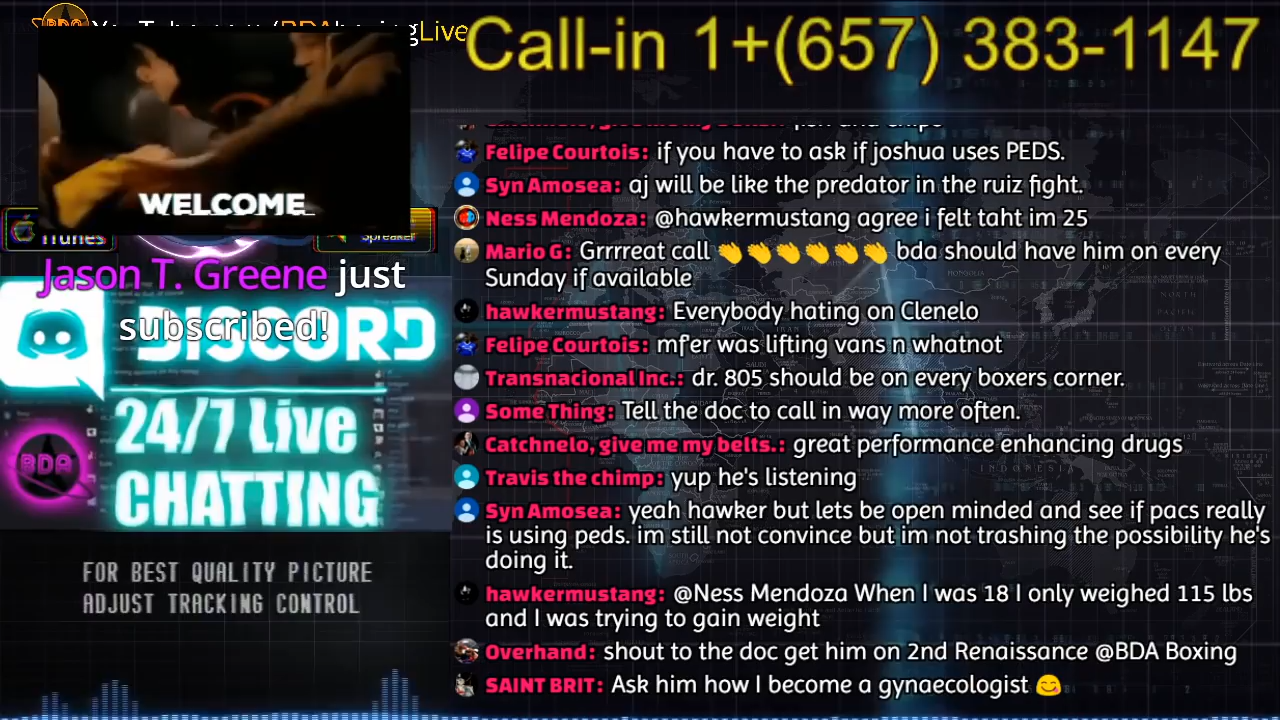 BDAboxingLive
Call-in 1+(657) 383-1147
WELCOME
iTunes
Spreaker
Jason T. Greene just
subscribed!
DISCORD
24/7 Live
CHATTING
BDA
FOR BEST QUALITY PICTURE
ADJUST TRACKING CONTROL
Felipe Courtois: if you have to ask if joshua uses PEDS.
Syn Amosea: aj will be like the predator in the ruiz fight.
Ness Mendoza: @hawkermustang agree i felt taht im 25
Mario G: Grrrreat call 👏👏👏👏👏👏 bda should have him on every
Sunday if available
hawkermustang: Everybody hating on Clenelo
Felipe Courtois: mfer was lifting vans n whatnot
Transnacional Inc.: dr. 805 should be on every boxers corner.
Some Thing: Tell the doc to call in way more often.
Catchnelo, give me my belts.: great performance enhancing drugs
Travis the chimp: yup he's listening
Syn Amosea: yeah hawker but lets be open minded and see if pacs really
is using peds. im still not convince but im not trashing the possibility he's
doing it.
hawkermustang: @Ness Mendoza When I was 18 I only weighed 115 lbs
and I was trying to gain weight
Overhand: shout to the doc get him on 2nd Renaissance @BDA Boxing
SAINT BRIT: Ask him how I become a gynaecologist 😋